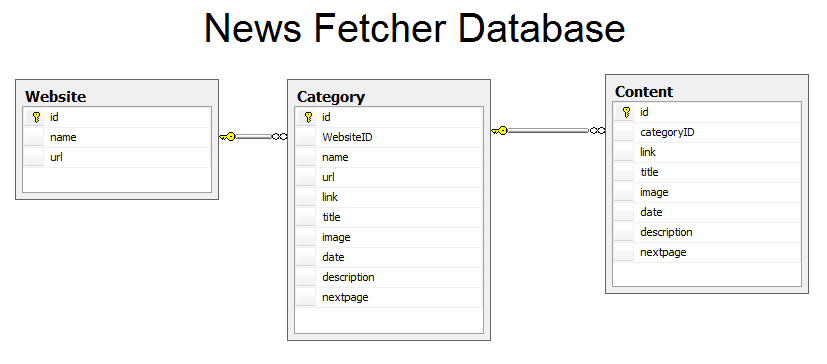 News Fetcher Database
Website
id
name
url
Category
id
WebsiteID
name
url
link
title
image
date
description
nextpage
Content
id
categoryID
link
title
image
date
description
nextpage